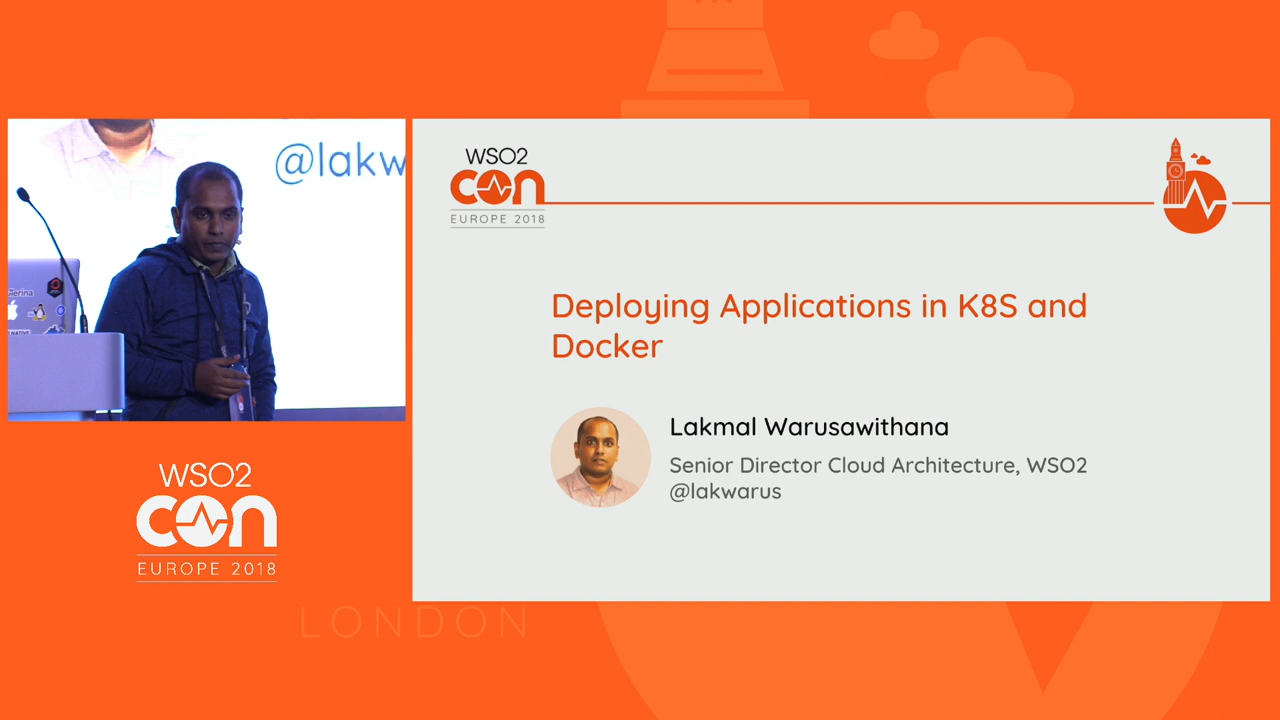 @lakw
WSO2
con
EUROPE 2018
LONDON
WSO2
con
EUROPE 2018
Deploying Applications in K8S and
Docker
Lakmal Warusawithana
Senior Director Cloud Architecture, WSO2
@lakwarus